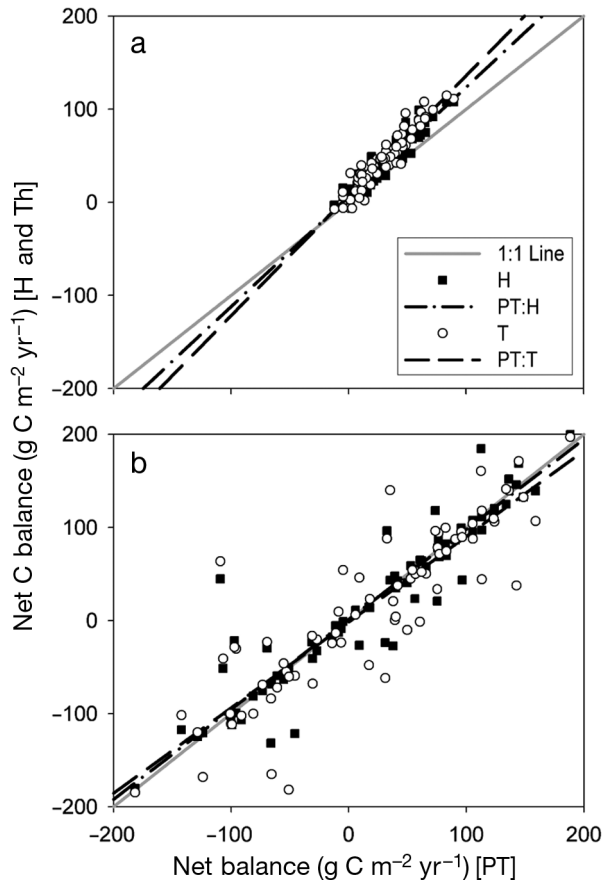 200
a
100
0
−100
−200
1:1 Line
H
PT:H
T
PT:T
Net C balance (g C m⁻² yr⁻¹) [H and Th]
200
b
100
0
−100
−200
−200
−100
0
100
200
Net balance (g C m⁻² yr⁻¹) [PT]